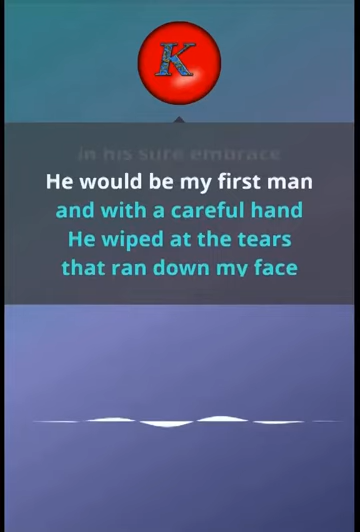 K
in his sure embrace
He would be my first man
and with a careful hand
He wiped at the tears
that ran down my face